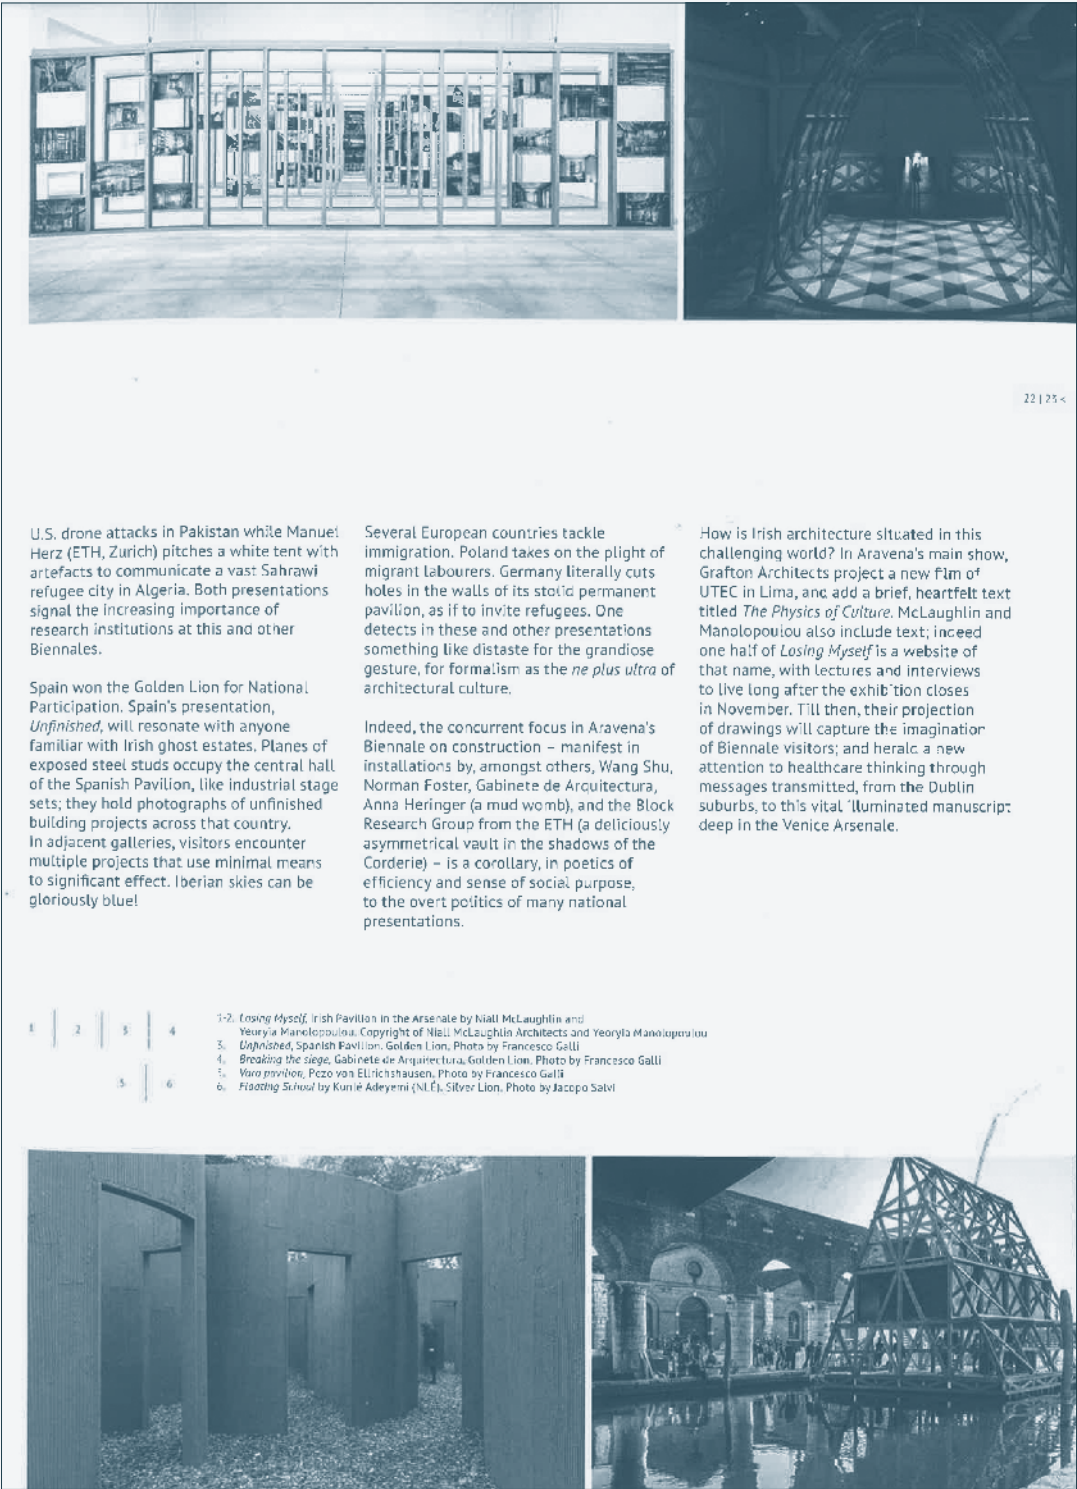 22 | 23 <
U.S. drone attacks in Pakistan while Manuel
Herz (ETH, Zurich) pitches a white tent with
artefacts to communicate a vast Sahrawi
refugee city in Algeria. Both presentations
signal the increasing importance of
research institutions at this and other
Biennales.
Spain won the Golden Lion for National
Participation. Spain's presentation,
Unfinished, will resonate with anyone
familiar with Irish ghost estates. Planes of
exposed steel studs occupy the central hall
of the Spanish Pavilion, like industrial stage
sets; they hold photographs of unfinished
building projects across that country.
In adjacent galleries, visitors encounter
multiple projects that use minimal means
to significant effect. Iberian skies can be
gloriously blue!
Several European countries tackle
immigration. Poland takes on the plight of
migrant labourers. Germany literally cuts
holes in the walls of its stolid permanent
pavilion, as if to invite refugees. One
detects in these and other presentations
something like distaste for the grandiose
gesture, for formalism as the ne plus ultra of
architectural culture.
Indeed, the concurrent focus in Aravena's
Biennale on construction – manifest in
installations by, amongst others, Wang Shu,
Norman Foster, Gabinete de Arquitectura,
Anna Heringer (a mud womb), and the Block
Research Group from the ETH (a deliciously
asymmetrical vault in the shadows of the
Corderie) – is a corollary, in poetics of
efficiency and sense of social purpose,
to the overt politics of many national
presentations.
How is Irish architecture situated in this
challenging world? In Aravena's main show,
Grafton Architects project a new film of
UTEC in Lima, and add a brief, heartfelt text
titled The Physics of Culture. McLaughlin and
Manolopoulou also include text; indeed
one half of Losing Myself is a website of
that name, with lectures and interviews
to live long after the exhibition closes
in November. Till then, their projection
of drawings will capture the imagination
of Biennale visitors; and herald a new
attention to healthcare thinking through
messages transmitted, from the Dublin
suburbs, to this vital illuminated manuscript
deep in the Venice Arsenale.
1 2 3 4
5 6
1-2. Losing Myself, Irish Pavilion in the Arsenale by Niall McLaughlin and
Yeoryia Manolopoulou. Copyright of Niall McLaughlin Architects and Yeoryia Manolopoulou
3. Unfinished, Spanish Pavilion. Golden Lion. Photo by Francesco Galli
4. Breaking the siege, Gabinete de Arquitectura, Golden Lion. Photo by Francesco Galli
5. Vara pavilion, Pezo von Ellrichshausen. Photo by Francesco Galli
6. Floating School by Kunlé Adeyemi (NLÉ). Silver Lion. Photo by Jacopo Salvi